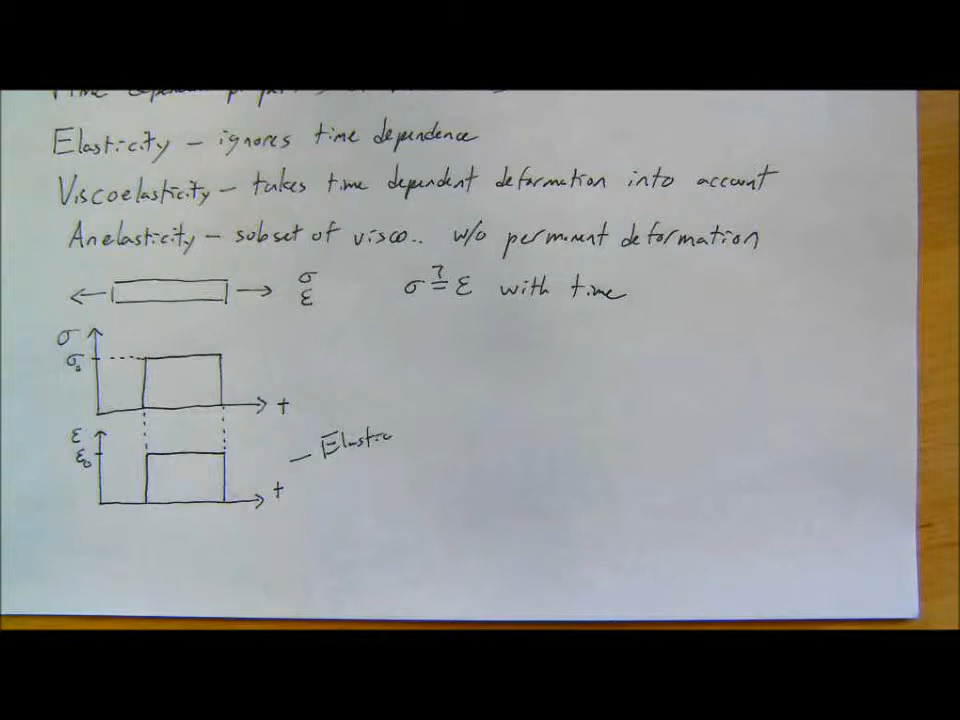 Elasticity – ignores time dependence
Viscoelasticity – takes time dependent deformation into account
Anelasticity – subset of visco.. w/o perminent deformation
σ
ε
σ ?= ε with time
σ
σ₀
t
ε
ε₀
t
– Elastic